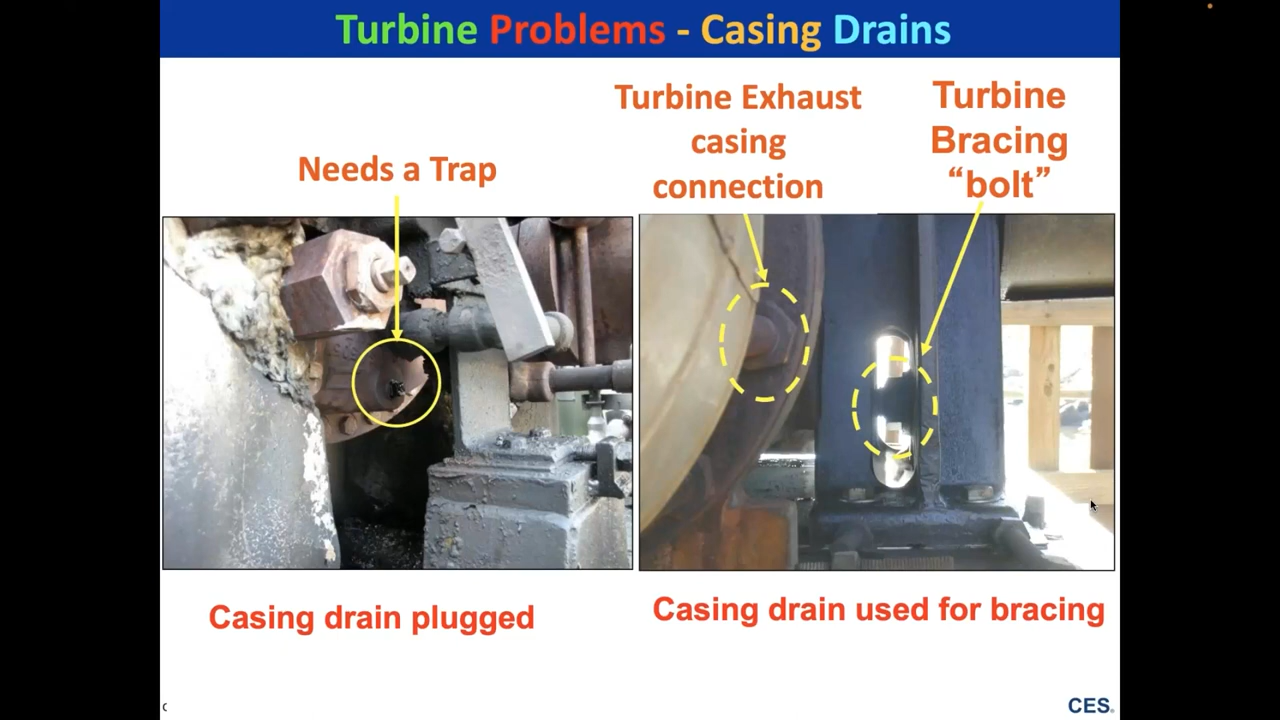 Turbine Problems - Casing Drains
Needs a Trap
Turbine Exhaust
casing
connection
Turbine
Bracing
“bolt”
Casing drain plugged
Casing drain used for bracing
CES